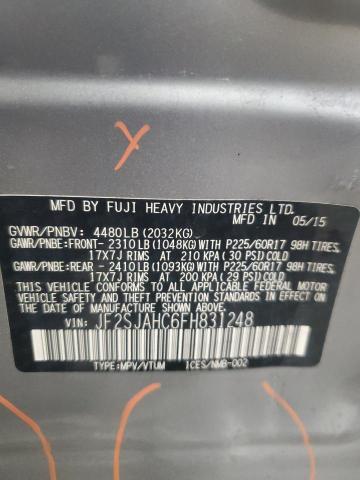 MFD BY FUJI HEAVY INDUSTRIES LTD.
MFD IN 05/15
GVWR/PNBV: 4480LB (2032KG)
GAWR/PNBE:FRONT- 2310LB (1048KG) WITH P225/60R17 98H TIRES,
17X7J RIMS AT 210 KPA (30 PSI) COLD
GAWR/PNBE:REAR - 2410LB (1093KG) WITH P225/60R17 98H TIRES,
17X7J RIMS AT 200 KPA (29 PSI) COLD
THIS VEHICLE CONFORMS TO ALL
APPLICABLE FEDERAL MOTOR VEHICLE
SAFETY, BUMPER, AND THEFT PREVENTION
STANDARDS IN EFFECT ON THE DATE OF
MANUFACTURE SHOWN ABOVE.
VIN: JF2SJAHC6FH831248
TYPE:MPV/VTUM ICES/NMB-002